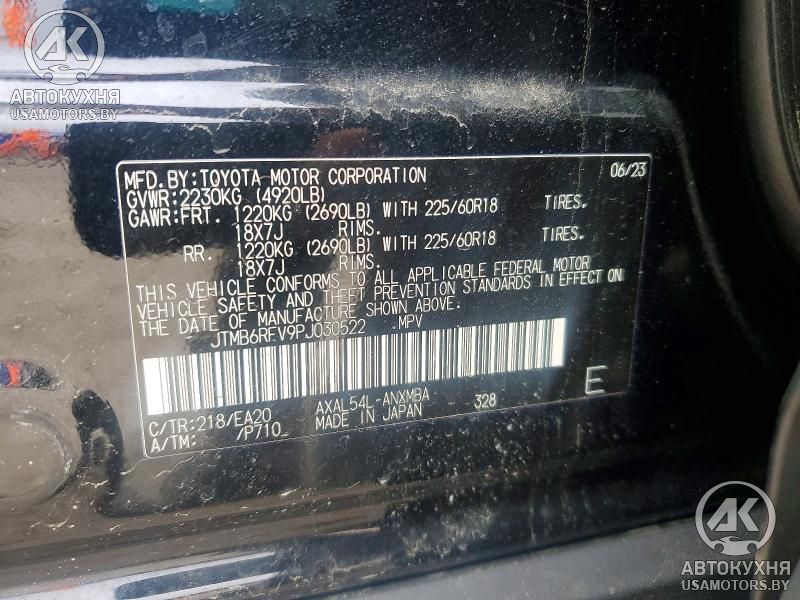 AK
АВТОКУХНЯ
USAMOTORS.BY
MFD.BY:TOYOTA MOTOR CORPORATION 06/23
GVWR:2230KG (4920LB)
GAWR:FRT. 1220KG (2690LB) WITH 225/60R18 TIRES.
18X7J RIMS.
RR. 1220KG (2690LB) WITH 225/60R18 TIRES.
18X7J RIMS.
THIS VEHICLE CONFORMS TO ALL APPLICABLE FEDERAL MOTOR
VEHICLE SAFETY AND THEFT PREVENTION STANDARDS IN EFFECT ON
THE DATE OF MANUFACTURE SHOWN ABOVE.
JTMB6RFV9PJ030522 MPV
E
C/TR:218/EA20 AXAL54L-ANXMBA 328
A/TM: /P710 MADE IN JAPAN
AK
АВТОКУХНЯ
USAMOTORS.BY